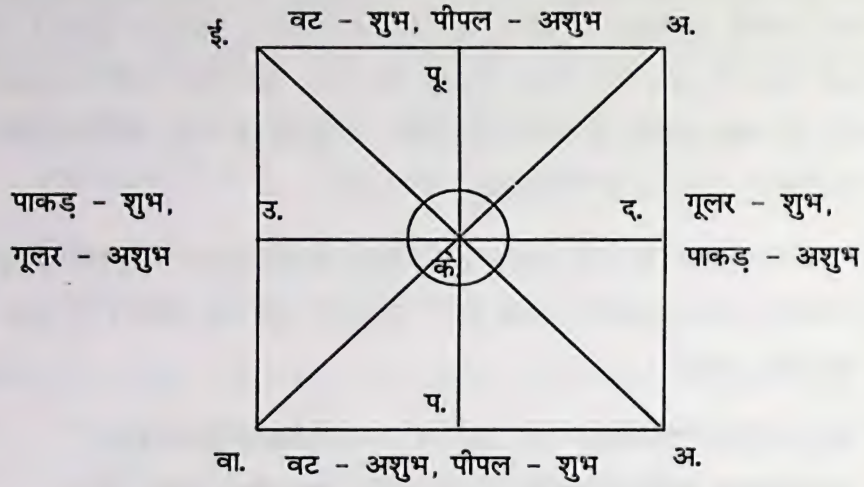 ई. वट - शुभ, पीपल - अशुभ अ.
पू.
पाकड़ - शुभ, उ. द. गूलर - शुभ,
गूलर - अशुभ के. पाकड़ - अशुभ
प.
वा. वट - अशुभ, पीपल - शुभ अ.